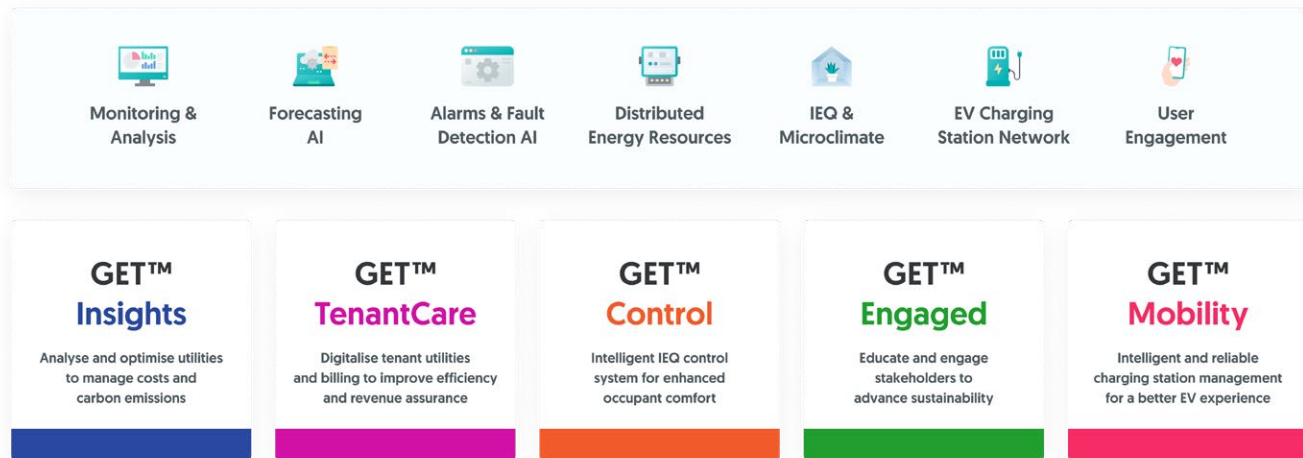 Monitoring &
Analysis
Forecasting
AI
Alarms & Fault
Detection AI
Distributed
Energy Resources
IEQ &
Microclimate
EV Charging
Station Network
User
Engagement
GET™
Insights
Analyse and optimise utilities
to manage costs and
carbon emissions
GET™
TenantCare
Digitalise tenant utilities
and billing to improve efficiency
and revenue assurance
GET™
Control
Intelligent IEQ control
system for enhanced
occupant comfort
GET™
Engaged
Educate and engage
stakeholders to
advance sustainability
GET™
Mobility
Intelligent and reliable
charging station management
for a better EV experience